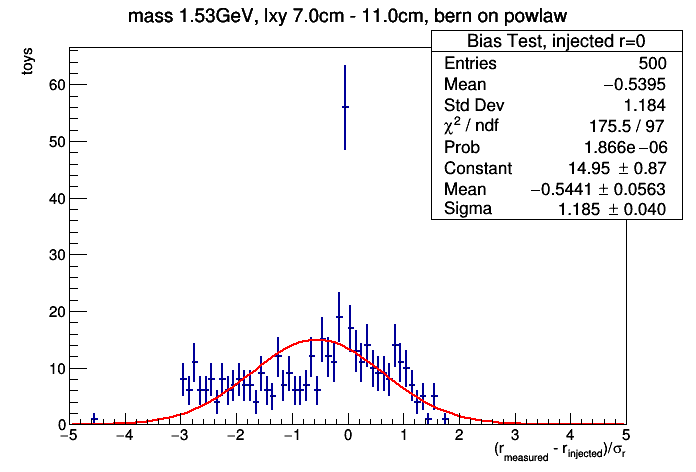 mass 1.53GeV, lxy 7.0cm - 11.0cm, bern on powlaw
Bias Test, injected r=0
Entries 500
Mean −0.5395
Std Dev 1.184
χ² / ndf 175.5 / 97
Prob 1.866e−06
Constant 14.95 ± 0.87
Mean −0.5441 ± 0.0563
Sigma 1.185 ± 0.040
toys
60
50
40
30
20
10
0
−5 −4 −3 −2 −1 0 1 2 3 4 5
(r_measured - r_injected)/σ_r